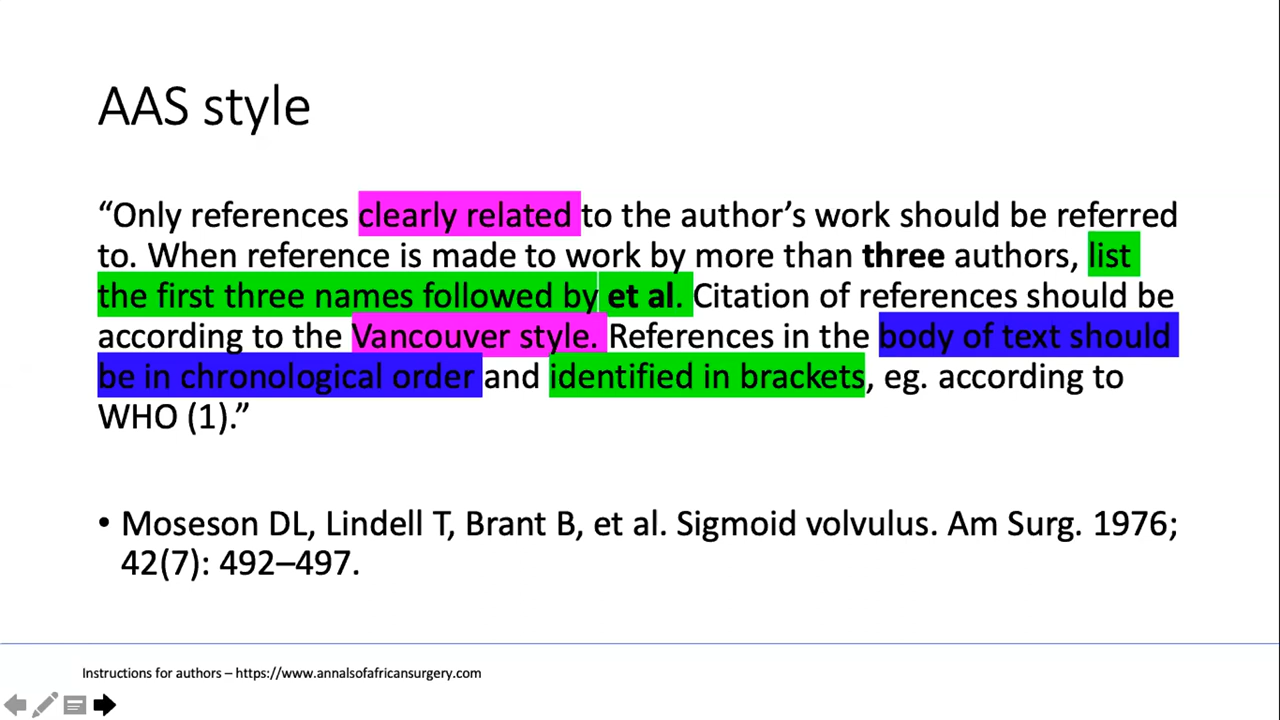 AAS style
“Only references clearly related to the author’s work should be referred
to. When reference is made to work by more than three authors, list
the first three names followed by et al. Citation of references should be
according to the Vancouver style. References in the body of text should
be in chronological order and identified in brackets, eg. according to
WHO (1).”
• Moseson DL, Lindell T, Brant B, et al. Sigmoid volvulus. Am Surg. 1976;
42(7): 492–497.
Instructions for authors – https://www.annalsofafricansurgery.com